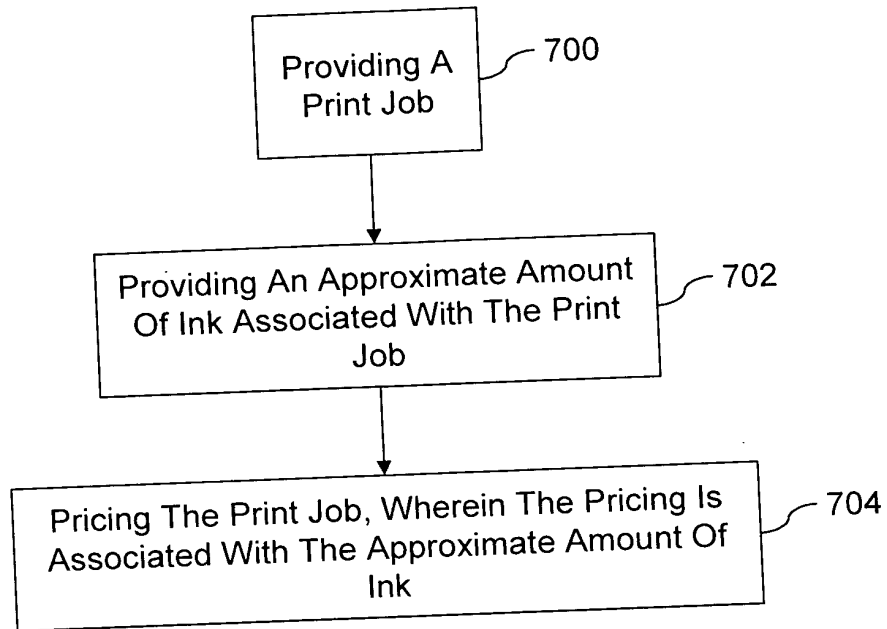 Providing A
Print Job
700
Providing An Approximate Amount
Of Ink Associated With The Print
Job
702
Pricing The Print Job, Wherein The Pricing Is
Associated With The Approximate Amount Of
Ink
704